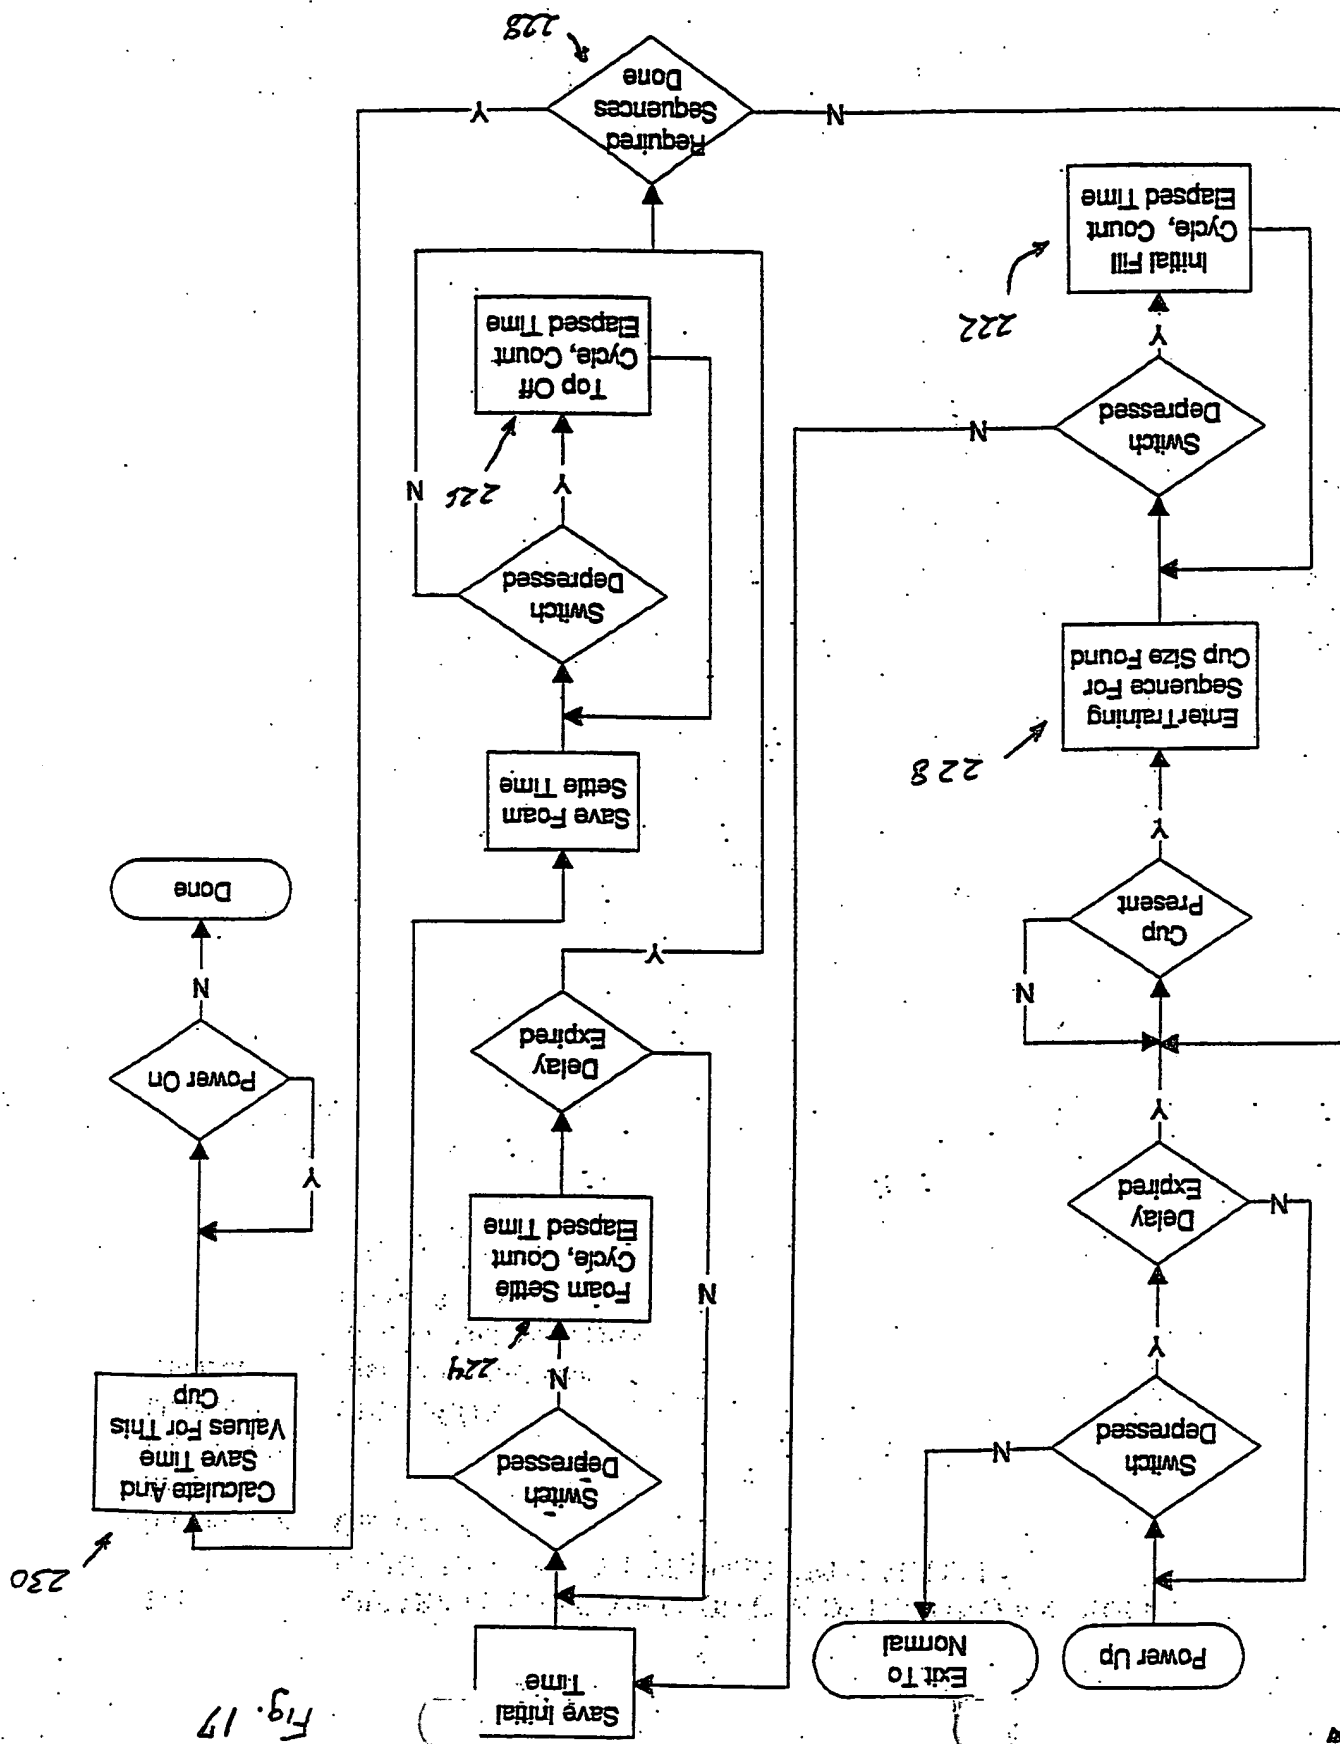 Fig. 17
Power Up
Switch
Depressed
N
Exit To
Normal
Y
Delay
Expired
N
Y
Cup
Present
N
Y
228
EnterTraining
Sequence For
Cup Size Found
Switch
Depressed
N
Y
222
Initial Fill
Cycle, Count
Elapsed Time
Save Initial
Time
Switch
Depressed
N
224
Foam Settle
Cycle, Count
Elapsed Time
Delay
Expired
N
Y
Save Foam
Settle Time
Switch
Depressed
N
Y
225
Top Off
Cycle, Count
Elapsed Time
Required
Sequences
Done
228
N
Y
230
Calculate And
Save Time
Values For This
Cup
Power On
Y
N
Done